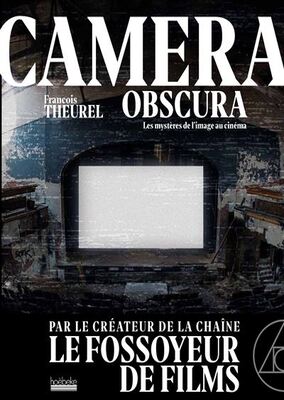 CAMERA
François
THEUREL
OBSCURA
Les mystères de l'image au cinéma
PAR LE CRÉATEUR DE LA CHAÎNE
LE FOSSOYEUR
DE FILMS
hoëbeke